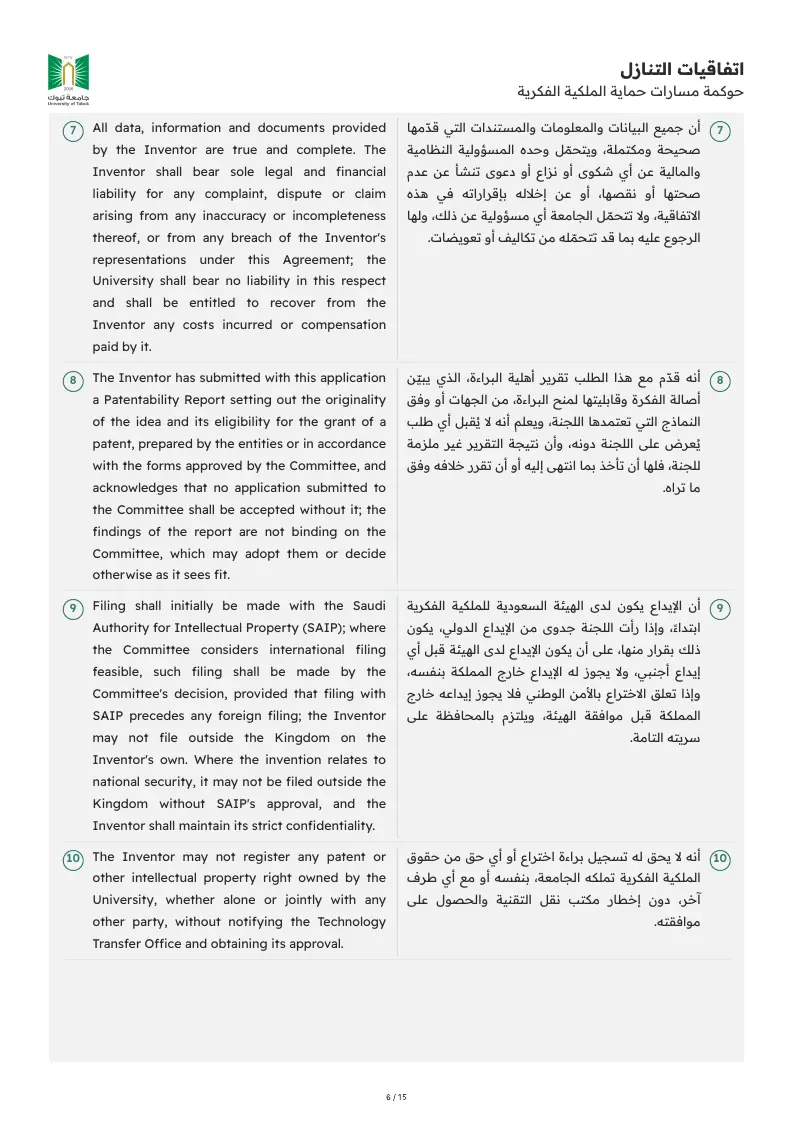 اتفاقيات التنازل
حوكمة مسارات حماية الملكية الفكرية
جامعة تبوك
University of Tabuk
7
All data, information and documents provided
by the Inventor are true and complete. The
Inventor shall bear sole legal and financial
liability for any complaint, dispute or claim
arising from any inaccuracy or incompleteness
thereof, or from any breach of the Inventor's
representations under this Agreement; the
University shall bear no liability in this respect
and shall be entitled to recover from the
Inventor any costs incurred or compensation
paid by it.
7
أن جميع البيانات والمعلومات والمستندات التي قدّمها
صحيحة ومكتملة، ويتحمّل وحده المسؤولية النظامية
والمالية عن أي شكوى أو نزاع أو دعوى تنشأ عن عدم
صحتها أو نقصها، أو عن إخلاله بإقراراته في هذه
الاتفاقية، ولا تتحمّل الجامعة أي مسؤولية عن ذلك، ولها
الرجوع عليه بما قد تتحمّله من تكاليف أو تعويضات.
8
The Inventor has submitted with this application
a Patentability Report setting out the originality
of the idea and its eligibility for the grant of a
patent, prepared by the entities or in accordance
with the forms approved by the Committee, and
acknowledges that no application submitted to
the Committee shall be accepted without it; the
findings of the report are not binding on the
Committee, which may adopt them or decide
otherwise as it sees fit.
8
أنه قدّم مع هذا الطلب تقرير أهلية البراءة، الذي يبيّن
أصالة الفكرة وقابليتها لمنح البراءة، من الجهات أو وفق
النماذج التي تعتمدها اللجنة، ويعلم أنه لا يُقبل أي طلب
يُعرض على اللجنة دونه، وأن نتيجة التقرير غير ملزمة
للجنة، فلها أن تأخذ بما انتهى إليه أو أن تقرر خلافه وفق
ما تراه.
9
Filing shall initially be made with the Saudi
Authority for Intellectual Property (SAIP); where
the Committee considers international filing
feasible, such filing shall be made by the
Committee's decision, provided that filing with
SAIP precedes any foreign filing; the Inventor
may not file outside the Kingdom on the
Inventor's own. Where the invention relates to
national security, it may not be filed outside the
Kingdom without SAIP's approval, and the
Inventor shall maintain its strict confidentiality.
9
أن الإيداع يكون لدى الهيئة السعودية للملكية الفكرية
ابتداءً، وإذا رأت اللجنة جدوى من الإيداع الدولي، يكون
ذلك بقرار منها، على أن يكون الإيداع لدى الهيئة قبل أي
إيداع أجنبي، ولا يجوز له الإيداع خارج المملكة بنفسه،
وإذا تعلق الاختراع بالأمن الوطني فلا يجوز إيداعه خارج
المملكة قبل موافقة الهيئة، ويلتزم بالمحافظة على
سريته التامة.
10
The Inventor may not register any patent or
other intellectual property right owned by the
University, whether alone or jointly with any
other party, without notifying the Technology
Transfer Office and obtaining its approval.
10
أنه لا يحق له تسجيل براءة اختراع أو أي حق من حقوق
الملكية الفكرية تملكه الجامعة، بنفسه أو مع أي طرف
آخر، دون إخطار مكتب نقل التقنية والحصول على
موافقته.
6 / 15